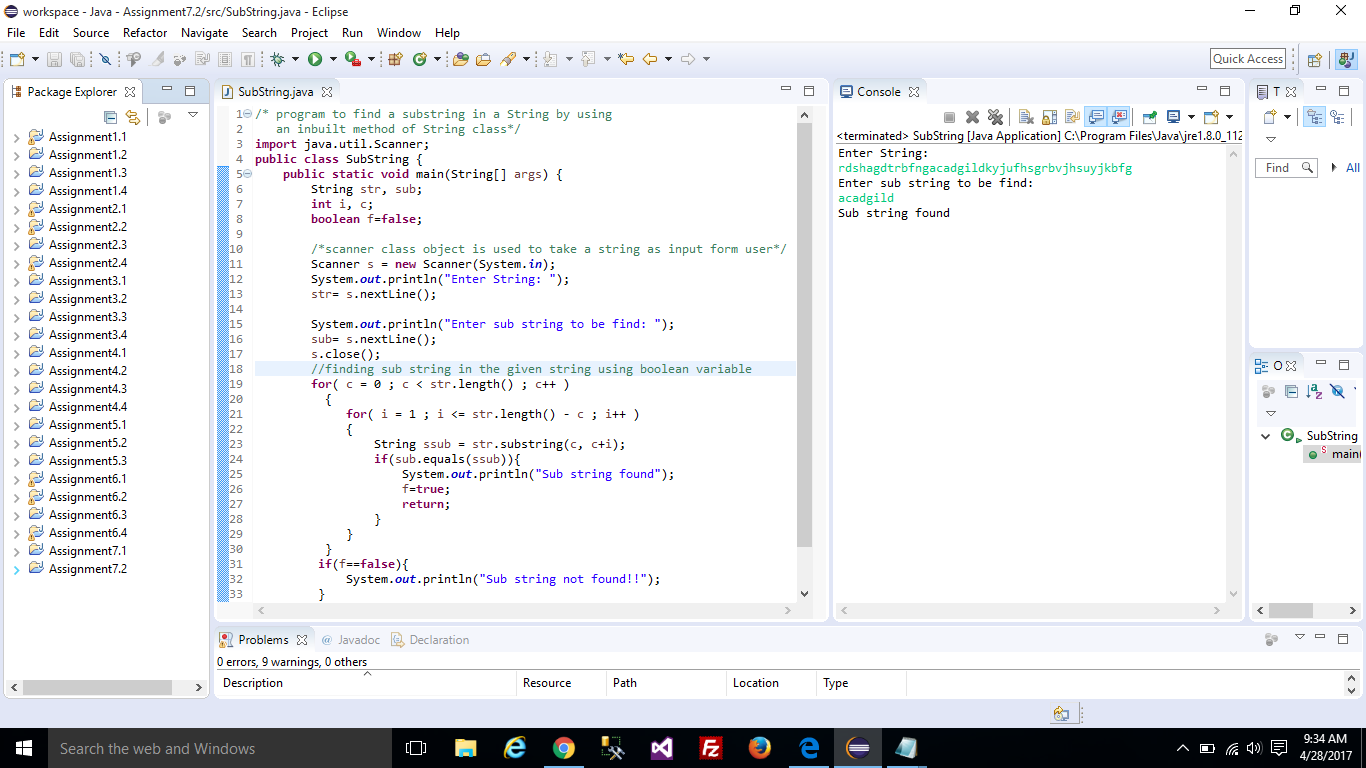 workspace - Java - Assignment7.2/src/SubString.java - Eclipse
File Edit Source Refactor Navigate Search Project Run Window Help
Quick Access
Package Explorer
Assignment1.1
Assignment1.2
Assignment1.3
Assignment1.4
Assignment2.1
Assignment2.2
Assignment2.3
Assignment2.4
Assignment3.1
Assignment3.2
Assignment3.3
Assignment3.4
Assignment4.1
Assignment4.2
Assignment4.3
Assignment4.4
Assignment5.1
Assignment5.2
Assignment5.3
Assignment6.1
Assignment6.2
Assignment6.3
Assignment6.4
Assignment7.1
Assignment7.2
SubString.java
1 /* program to find a substring in a String by using
2 an inbuilt method of String class*/
3 import java.util.Scanner;
4 public class SubString {
5 public static void main(String[] args) {
6 String str, sub;
7 int i, c;
8 boolean f=false;
9
10 /*scanner class object is used to take a string as input form user*/
11 Scanner s = new Scanner(System.in);
12 System.out.println("Enter String: ");
13 str= s.nextLine();
14
15 System.out.println("Enter sub string to be find: ");
16 sub= s.nextLine();
17 s.close();
18 //finding sub string in the given string using boolean variable
19 for( c = 0 ; c < str.length() ; c++ )
20 {
21 for( i = 1 ; i <= str.length() - c ; i++ )
22 {
23 String ssub = str.substring(c, c+i);
24 if(sub.equals(ssub)){
25 System.out.println("Sub string found");
26 f=true;
27 return;
28 }
29 }
30 }
31 if(f==false){
32 System.out.println("Sub string not found!!");
33 }
Console
<terminated> SubString [Java Application] C:\Program Files\Java\jre1.8.0_112
Enter String:
rdshagdtrbfngacadgildkyjufhsgrbvjhsuyjkbfg
Enter sub string to be find:
acadgild
Sub string found
T
Find All
O
SubString
main(
Problems @ Javadoc Declaration
0 errors, 9 warnings, 0 others
Description Resource Path Location Type
Search the web and Windows
9:34 AM
4/28/2017